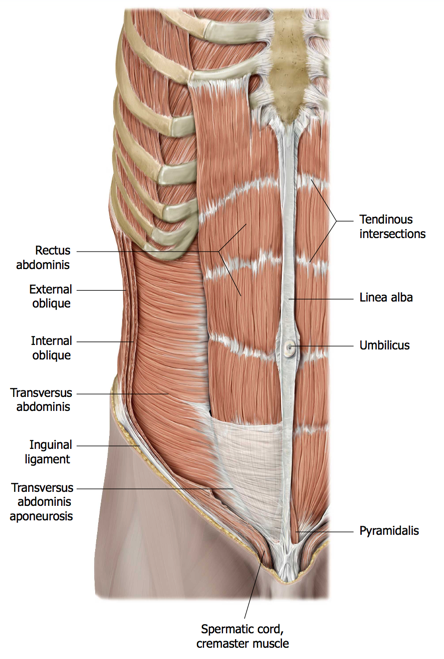 Rectus
abdominis
External
oblique
Internal
oblique
Transversus
abdominis
Inguinal
ligament
Transversus
abdominis
aponeurosis
Tendinous
intersections
Linea alba
Umbilicus
Pyramidalis
Spermatic cord,
cremaster muscle